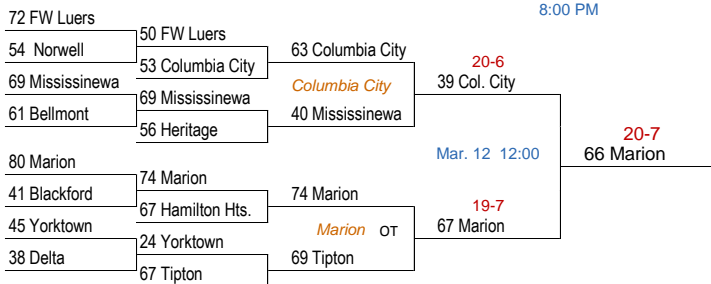 8:00 PM
72 FW Luers
50 FW Luers
54 Norwell
63 Columbia City
53 Columbia City
20-6
69 Mississinewa
Columbia City
39 Col. City
69 Mississinewa
61 Bellmont
40 Mississinewa
56 Heritage
20-7
Mar. 12 12:00
66 Marion
80 Marion
74 Marion
41 Blackford
74 Marion
67 Hamilton Hts.
19-7
45 Yorktown
Marion OT
67 Marion
24 Yorktown
38 Delta
69 Tipton
67 Tipton